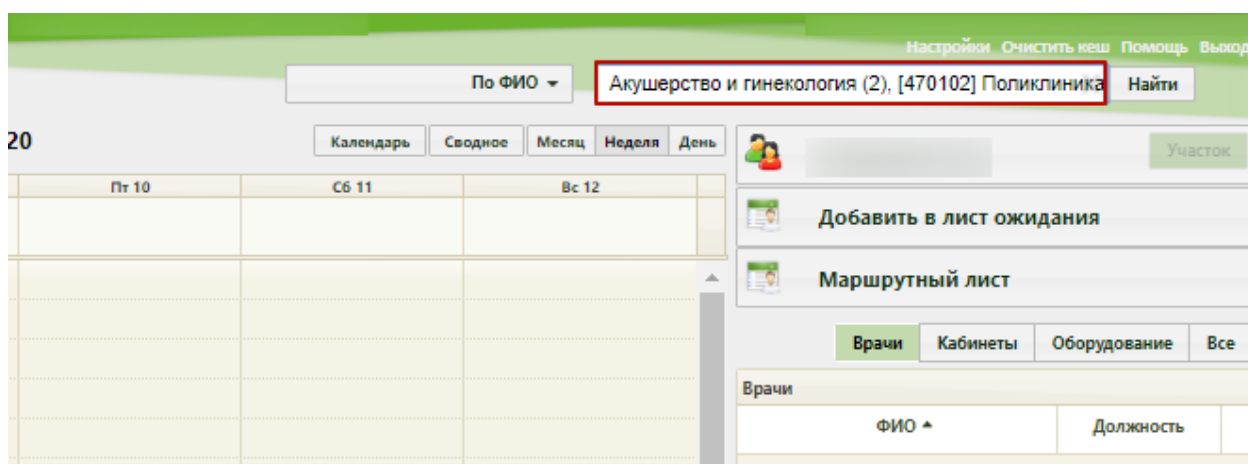 Настройки Очистить кеш Помощь Выход
По ФИО Акушерство и гинекология (2), [470102] Поликлиника Найти
20 Календарь Сводное Месяц Неделя День
Участок
Пт 10 Сб 11 Вс 12
Добавить в лист ожидания
Маршрутный лист
Врачи Кабинеты Оборудование Все
Врачи
ФИО Должность